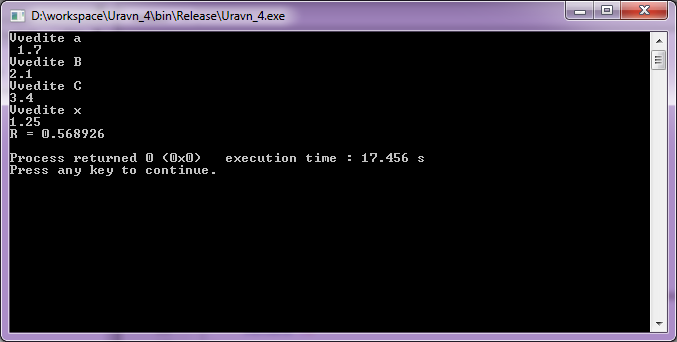 D:\workspace\Uravn_4\bin\Release\Uravn_4.exe
Vvedite a
 1.7
Vvedite B
2.1
Vvedite C
3.4
Vvedite x
1.25
R = 0.568926
Process returned 0 (0x0)   execution time : 17.456 s
Press any key to continue.